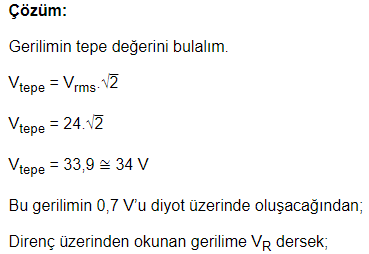 Çözüm:
Gerilimin tepe değerini bulalım.
Vtepe = Vrms.√2
Vtepe = 24.√2
Vtepe = 33,9 ≅ 34 V
Bu gerilimin 0,7 V'u diyot üzerinde oluşacağından;
Direnç üzerinden okunan gerilime VR dersek;